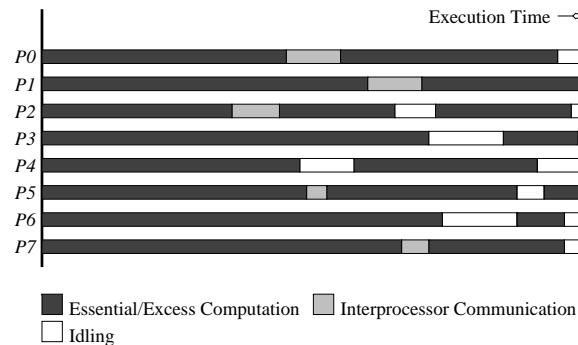 Execution Time
P0
P1
P2
P3
P4
P5
P6
P7
Essential/Excess Computation
Interprocessor Communication
Idling